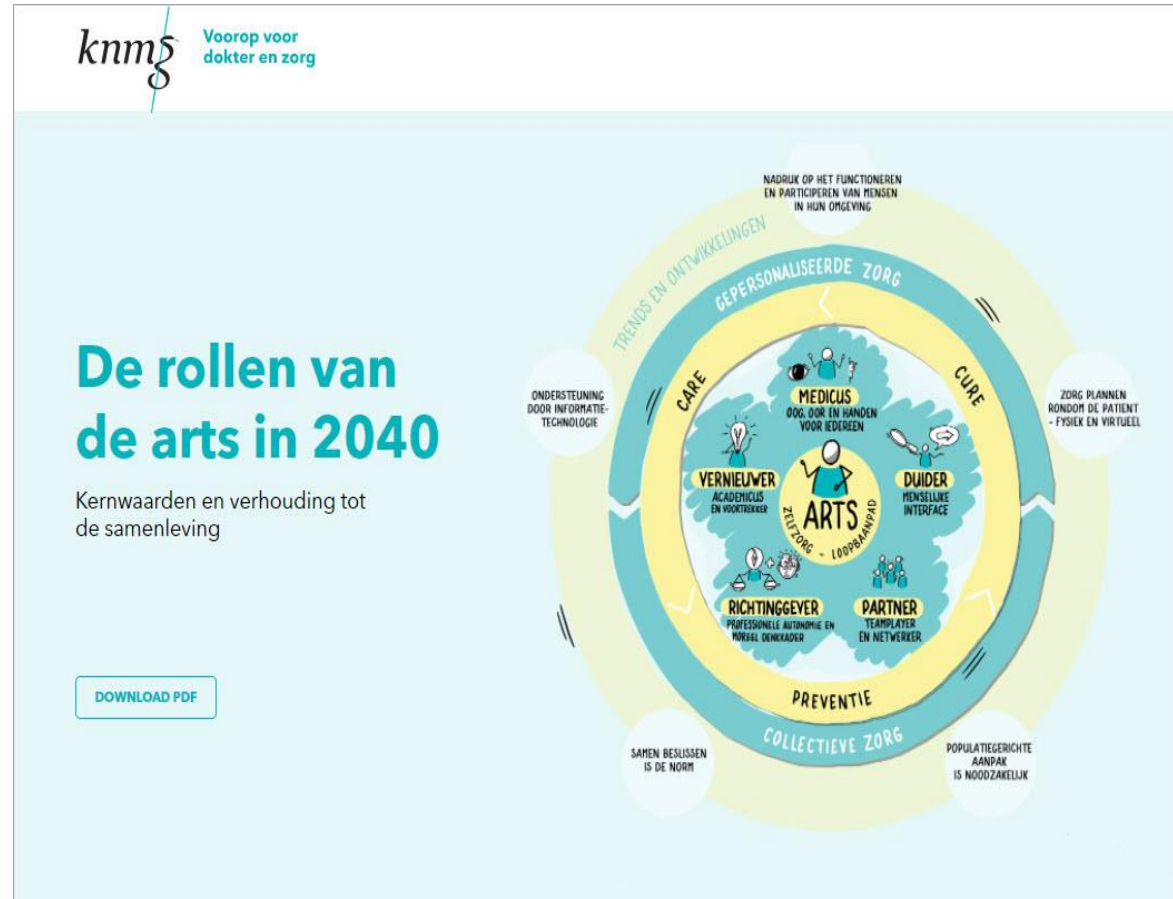 knmg
Voorop voor
dokter en zorg
De rollen van
de arts in 2040
Kernwaarden en verhouding tot
de samenleving
DOWNLOAD PDF
NADRUK OP HET FUNCTIONEREN
EN PARTICIPEREN VAN MENSEN
IN HUN OMGEVING
TRENDS EN ONTWIKKELINGEN
GEPERSONALISEERDE ZORG
CARE
CURE
ONDERSTEUNING
DOOR INFORMATIE-
TECHNOLOGIE
ZORG PLANNEN
RONDOM DE PATIENT
- FYSIEK EN VIRTUEEL
MEDICUS
OOG, OOR EN HANDEN
VOOR IEDEREEN
VERNIEUWER
ACADEMICUS
EN VOORTREKKER
DUIDER
MENSELIJKE
INTERFACE
ARTS
ZELFZORG - LOOPBAANPAD
RICHTINGGEVER
PROFESSIONELE AUTONOMIE EN
MOREEL DENKKADER
PARTNER
TEAMPLAYER
EN NETWERKER
PREVENTIE
COLLECTIEVE ZORG
SAMEN BESLISSEN
IS DE NORM
POPULATIEGERICHTE
AANPAK
IS NOODZAKELIJK